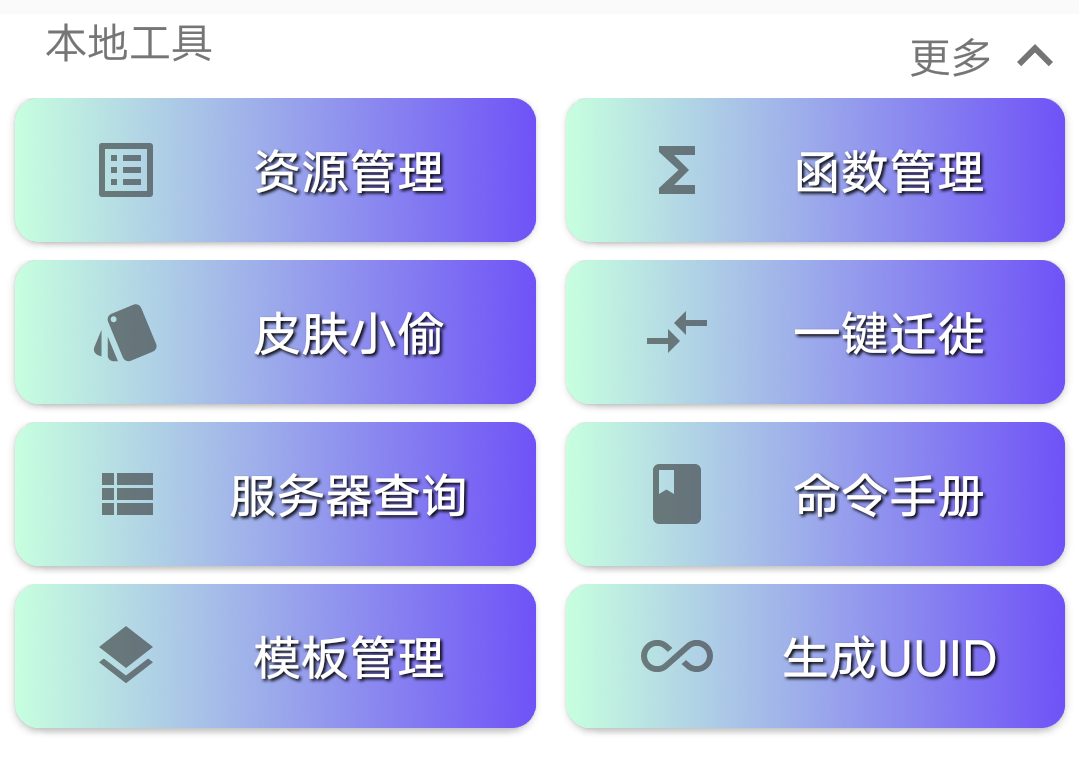 本地工具
更多
资源管理
函数管理
皮肤小偷
一键迁徙
服务器查询
命令手册
模板管理
生成UUID